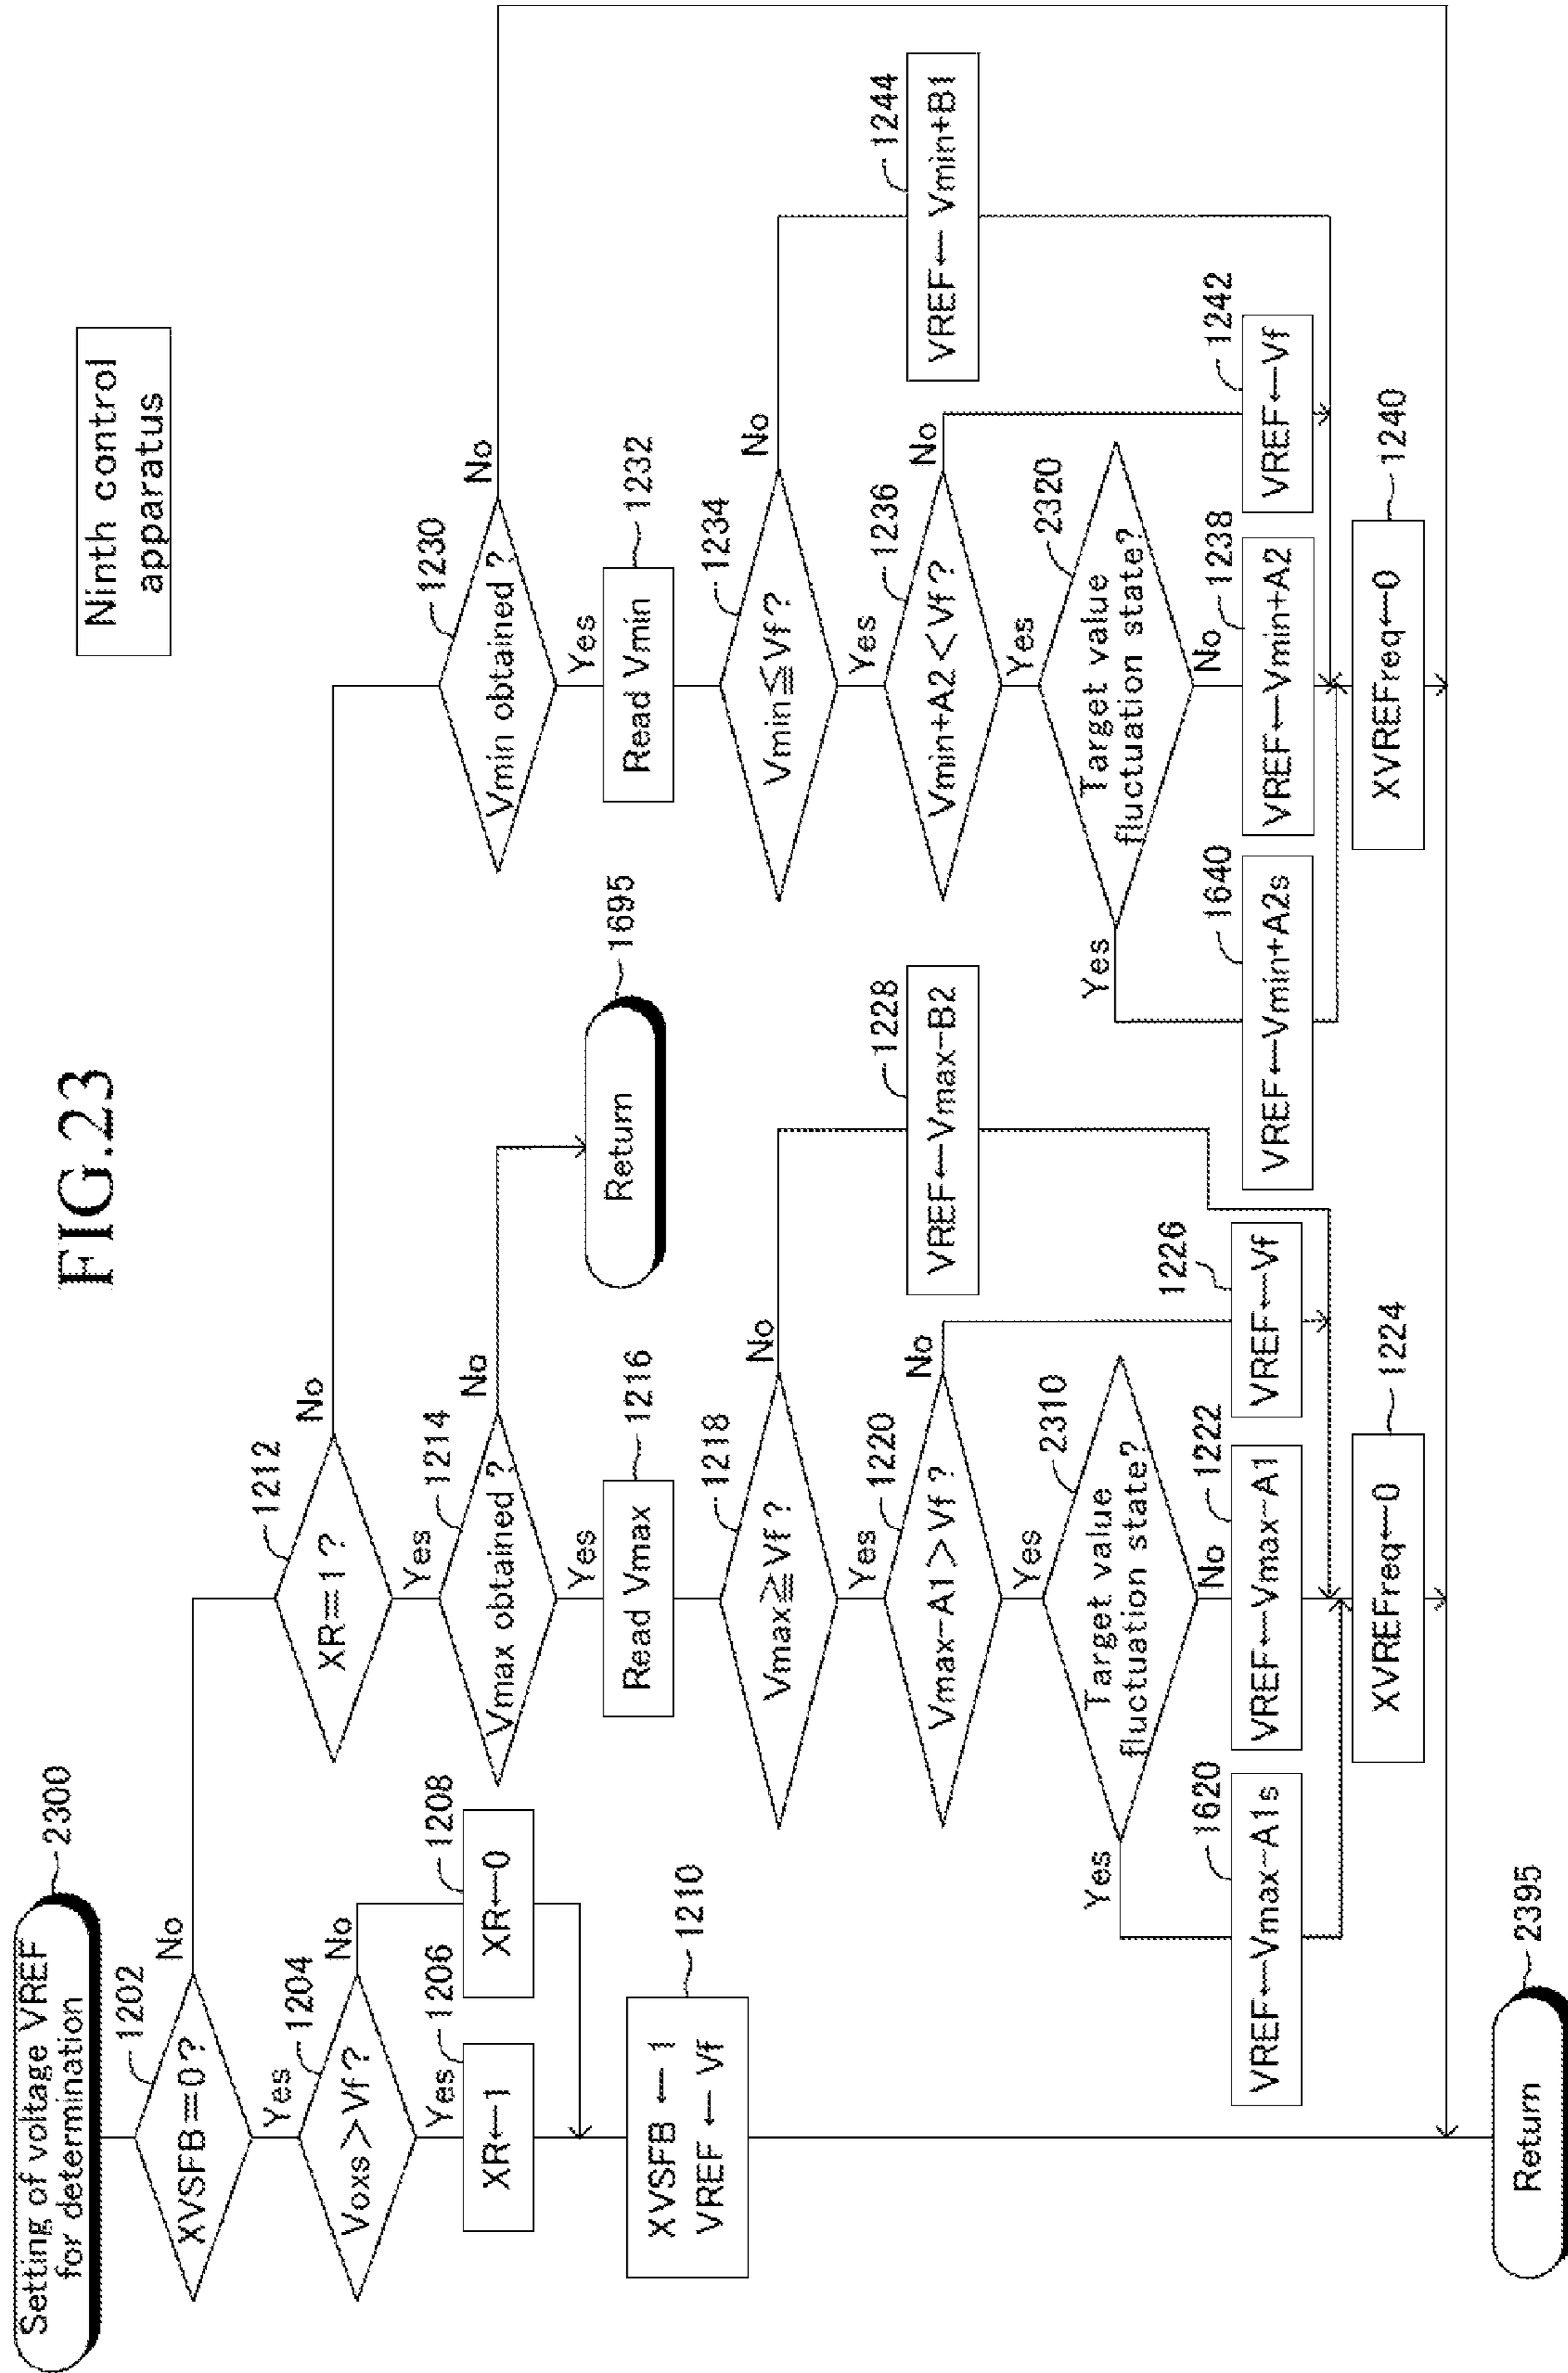 FIG.23
Ninth control
apparatus
Setting of voltage VREF
for determination
2300
XVSFB=0?
1202
Yes
No
Voxs>Vf?
1204
Yes
No
XR←1
1206
XR←0
1208
XVSFB ← 1
VREF ← Vf
1210
XR=1?
1212
Yes
No
Vmax obtained?
1214
Yes
No
Return
1695
Read Vmax
1216
Vmax≧Vf?
1218
Yes
No
VREF←Vmax-B2
1228
Vmax-A1>Vf?
1220
Yes
No
Target value
fluctuation state?
2310
Yes
No
VREF←Vmax-A1s
1620
VREF←Vmax-A1
1222
VREF←Vf
1226
XVREFreq←0
1224
Vmin obtained?
1230
Yes
No
Read Vmin
1232
Vmin≦Vf?
1234
Yes
No
VREF← Vmin+B1
1244
Vmin+A2<Vf?
1236
Yes
No
Target value
fluctuation state?
2320
Yes
No
VREF←Vmin+A2s
1640
VREF←Vmin+A2
1238
VREF←Vf
1242
XVREFreq←0
1240
Return
2395